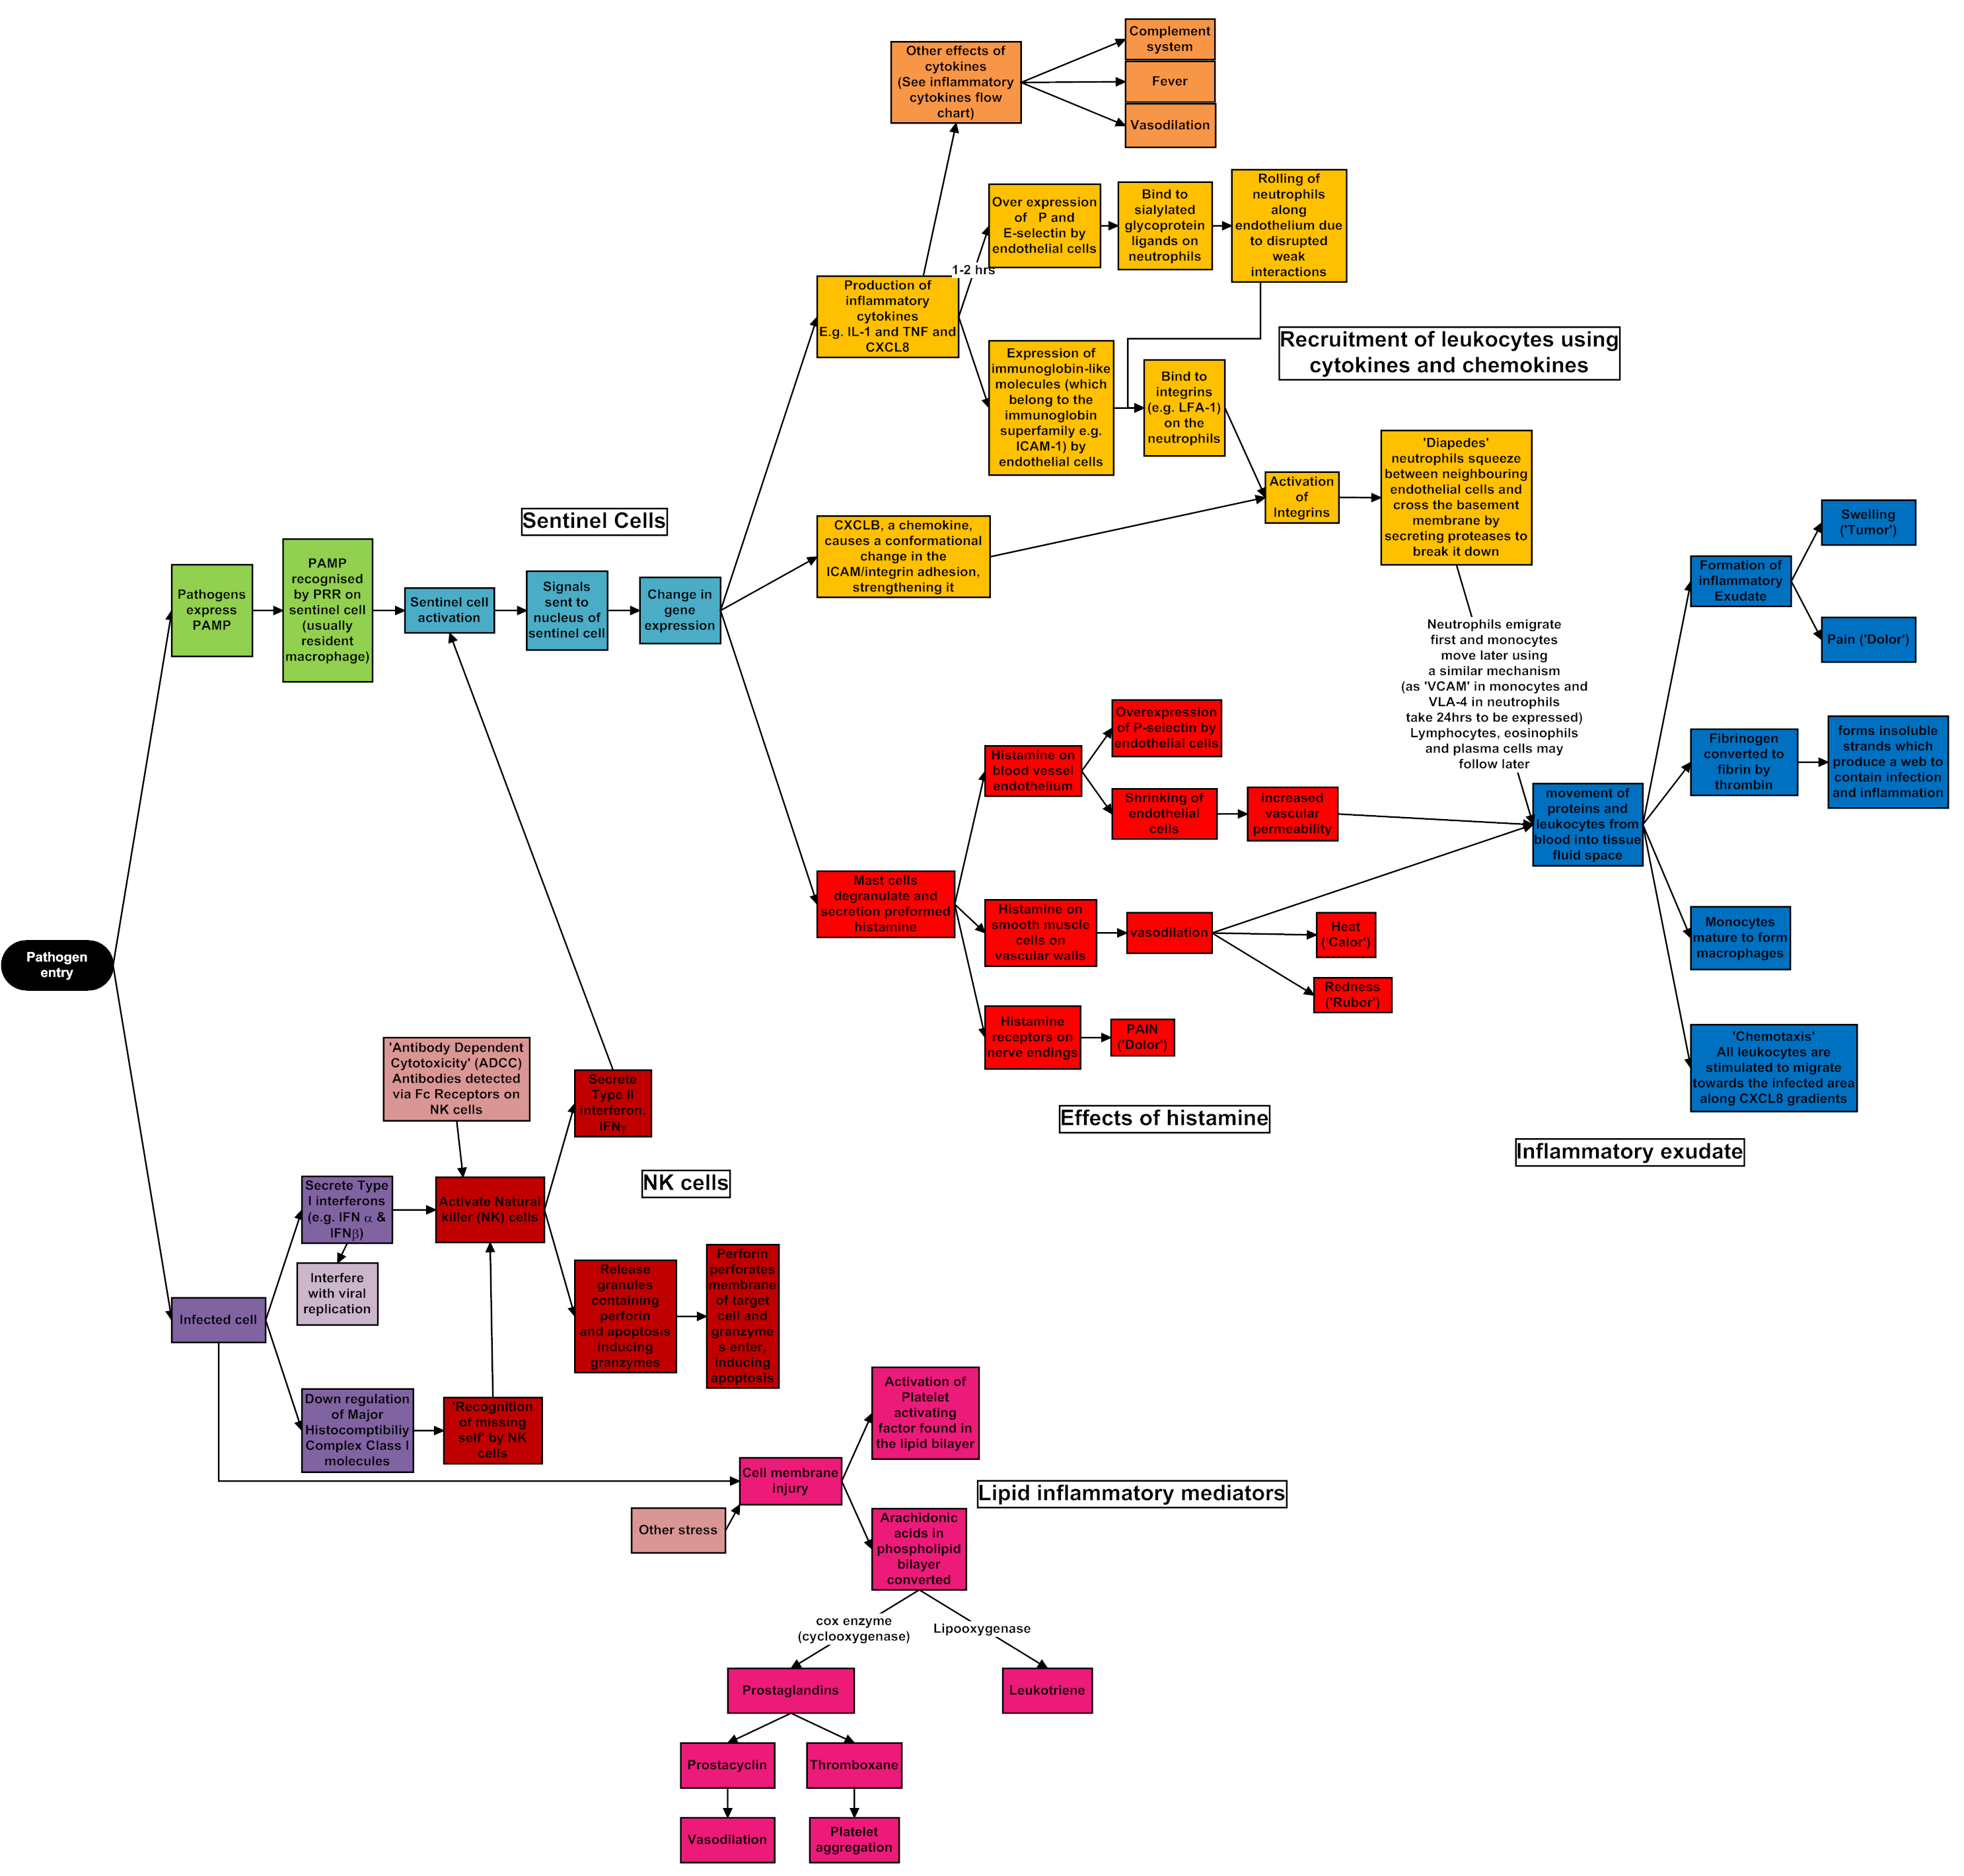 Complement
system
Other effects of
cytokines
(See inflammatory
cytokines flow
chart)
Fever
Vasodilation
Over expression
of   P and
E-selectin by
endothelial cells
Bind to
sialylated
glycoprotein
ligands on
neutrophils
Rolling of
neutrophils
along
endothelium due
to disrupted
weak
interactions
1-2 hrs
Production of
inflammatory
cytokines
E.g. IL-1 and TNF and
CXCL8
Recruitment of leukocytes using
cytokines and chemokines
Expression of
immunoglobin-like
molecules (which
belong to the
immunoglobin
superfamily e.g.
ICAM-1) by
endothelial cells
Bind to
integrins
(e.g. LFA-1)
on the
neutrophils
Activation
of
Integrins
'Diapedes'
neutrophils squeeze
between neighbouring
endothelial cells and
cross the basement
membrane by
secreting proteases to
break it down
Sentinel Cells
CXCLB, a chemokine,
causes a conformational
change in the
ICAM/integrin adhesion,
strengthening it
Swelling
('Tumor')
Formation of
inflammatory
Exudate
Pain ('Dolor')
Pathogens
express
PAMP
PAMP
recognised
by PRR on
sentinel cell
(usually
resident
macrophage)
Sentinel cell
activation
Signals
sent to
nucleus of
sentinel cell
Change in
gene
expression
Neutrophils emigrate
first and monocytes
move later using
a similar mechanism
(as 'VCAM' in monocytes and
VLA-4 in neutrophils
take 24hrs to be expressed)
Lymphocytes, eosinophils
and plasma cells may
follow later
Overexpression
of P-selectin by
endothelial cells
Histamine on
blood vessel
endothelium
Shrinking of
endothelial
cells
increased
vascular
permeability
movement of
proteins and
leukocytes from
blood into tissue
fluid space
Fibrinogen
converted to
fibrin by
thrombin
forms insoluble
strands which
produce a web to
contain infection
and inflammation
Mast cells
degranulate and
secretion preformed
histamine
Histamine on
smooth muscle
cells on
vascular walls
vasodilation
Heat
('Calor')
Redness
('Rubor')
Monocytes
mature to form
macrophages
Pathogen
entry
Histamine
receptors on
nerve endings
PAIN
('Dolor')
'Chemotaxis'
All leukocytes are
stimulated to migrate
towards the infected area
along CXCL8 gradients
'Antibody Dependent
Cytotoxicity' (ADCC)
Antibodies detected
via Fc Receptors on
NK cells
Secrete
Type II
interferon,
IFNγ
Effects of histamine
Inflammatory exudate
NK cells
Secrete Type
I interferons
(e.g. IFN α &
IFNβ)
Activate Natural
killer (NK) cells
Interfere
with viral
replication
Infected cell
Release
granules
containing
perforin
and apoptosis
inducing
granzymes
Perforin
perforates
membrane
of target
cell and
granzyme
s enter,
inducing
apoptosis
Down regulation
of Major
Histocomptibiliy
Complex Class I
molecules
'Recognition
of missing
self' by NK
cells
Activation of
Platelet
activating
factor found in
the lipid bilayer
Cell membrane
injury
Lipid inflammatory mediators
Other stress
Arachidonic
acids in
phospholipid
bilayer
converted
cox enzyme
(cyclooxygenase)
Lipooxygenase
Prostaglandins
Leukotriene
Prostacyclin
Thromboxane
Vasodilation
Platelet
aggregation